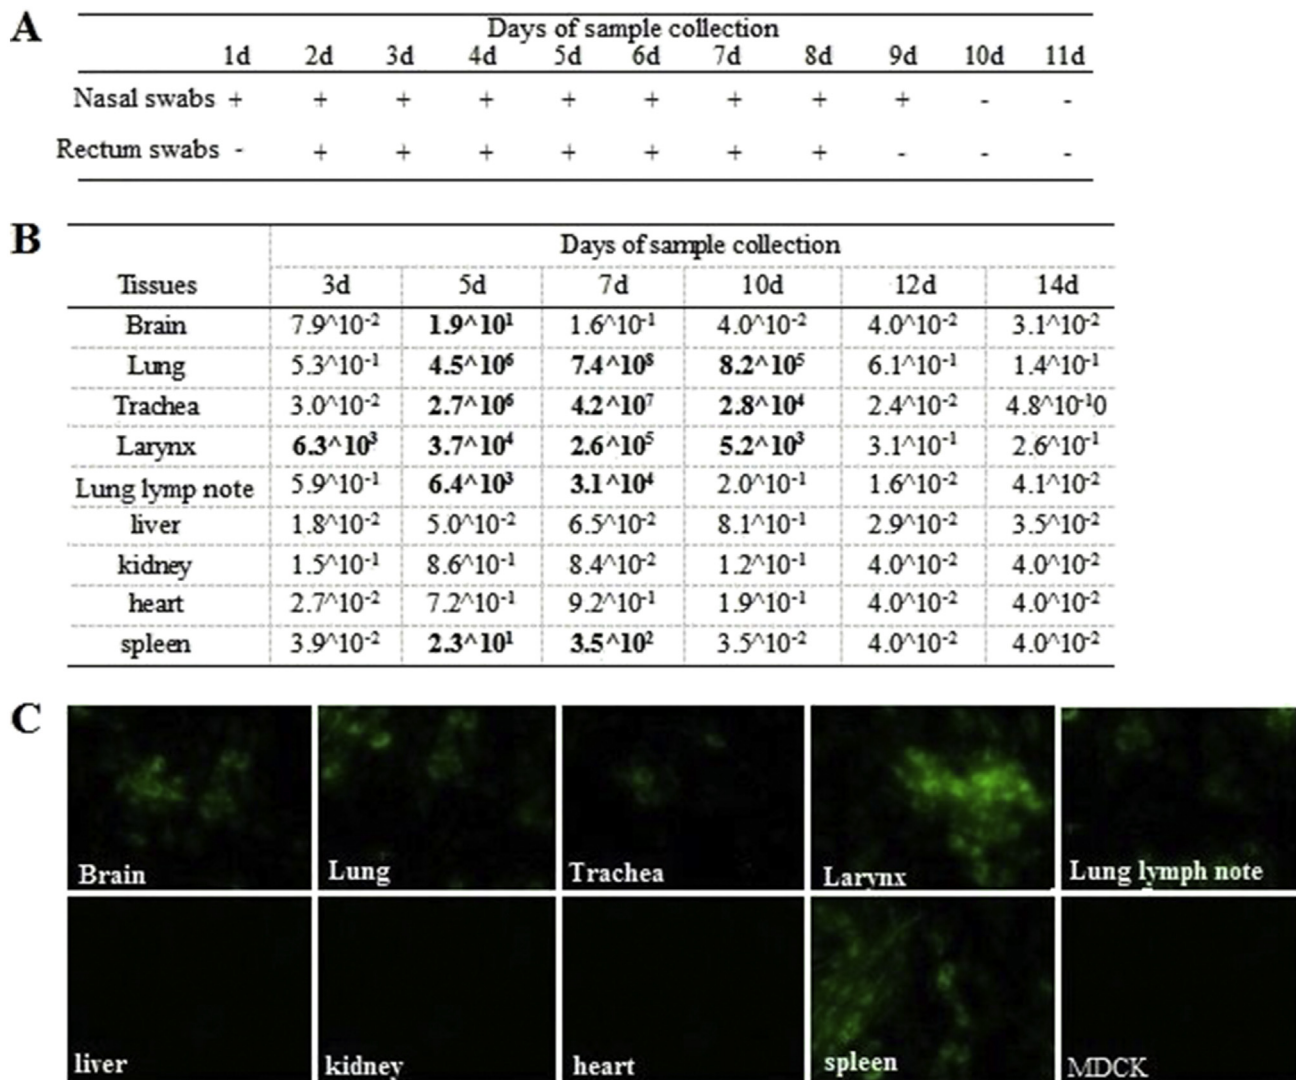 A
Days of sample collection
1d 2d 3d 4d 5d 6d 7d 8d 9d 10d 11d
Nasal swabs + + + + + + + + + - -
Rectum swabs - + + + + + + + - - -
B
Days of sample collection
Tissues 3d 5d 7d 10d 12d 14d
Brain 7.9^10⁻² 1.9^10¹ 1.6^10⁻¹ 4.0^10⁻² 4.0^10⁻² 3.1^10⁻²
Lung 5.3^10⁻¹ 4.5^10⁶ 7.4^10⁸ 8.2^10⁵ 6.1^10⁻¹ 1.4^10⁻¹
Trachea 3.0^10⁻² 2.7^10⁶ 4.2^10⁷ 2.8^10⁴ 2.4^10⁻² 4.8^10⁻¹0
Larynx 6.3^10³ 3.7^10⁴ 2.6^10⁵ 5.2^10³ 3.1^10⁻¹ 2.6^10⁻¹
Lung lymp note 5.9^10⁻¹ 6.4^10³ 3.1^10⁴ 2.0^10⁻¹ 1.6^10⁻² 4.1^10⁻²
liver 1.8^10⁻² 5.0^10⁻² 6.5^10⁻² 8.1^10⁻¹ 2.9^10⁻² 3.5^10⁻²
kidney 1.5^10⁻¹ 8.6^10⁻¹ 8.4^10⁻² 1.2^10⁻¹ 4.0^10⁻² 4.0^10⁻²
heart 2.7^10⁻² 7.2^10⁻¹ 9.2^10⁻¹ 1.9^10⁻¹ 4.0^10⁻² 4.0^10⁻²
spleen 3.9^10⁻² 2.3^10¹ 3.5^10² 3.5^10⁻² 4.0^10⁻² 4.0^10⁻²
C
Brain Lung Trachea Larynx Lung lymph note
liver kidney heart spleen MDCK